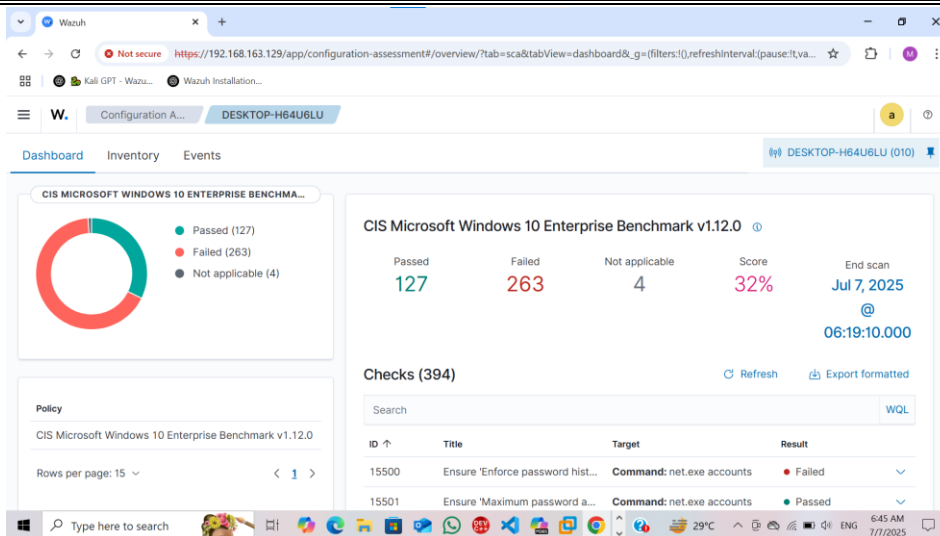 Wazuh
Not secure https://192.168.163.129/app/configuration-assessment#/overview/?tab=sca&tabView=dashboard&_g=(filters:!(),refreshInterval:(pause:!t,va...
M
Kali GPT - Wazu...
Wazuh Installation...
W.
Configuration A...
DESKTOP-H64U6LU
a
Dashboard
Inventory
Events
DESKTOP-H64U6LU (010)
CIS MICROSOFT WINDOWS 10 ENTERPRISE BENCHMA...
Passed (127)
Failed (263)
Not applicable (4)
Policy
CIS Microsoft Windows 10 Enterprise Benchmark v1.12.0
Rows per page: 15
1
CIS Microsoft Windows 10 Enterprise Benchmark v1.12.0
Passed
Failed
Not applicable
Score
End scan
127
263
4
32%
Jul 7, 2025
@
06:19:10.000
Checks (394)
Refresh
Export formatted
Search
WQL
ID
Title
Target
Result
15500
Ensure 'Enforce password hist...
Command: net.exe accounts
Failed
15501
Ensure 'Maximum password a...
Command: net.exe accounts
Passed
Type here to search
29°C
ENG
6:45 AM
7/7/2025